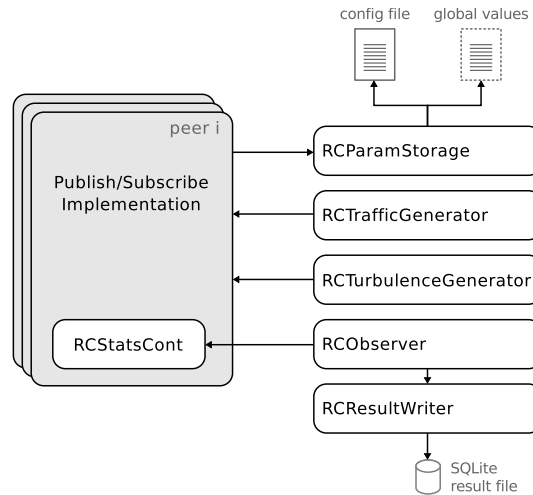 config file
global values
peer i
Publish/Subscribe
Implementation
RCStatsCont
RCParamStorage
RCTrafficGenerator
RCTurbulenceGenerator
RCObserver
RCResultWriter
SQLite
result file